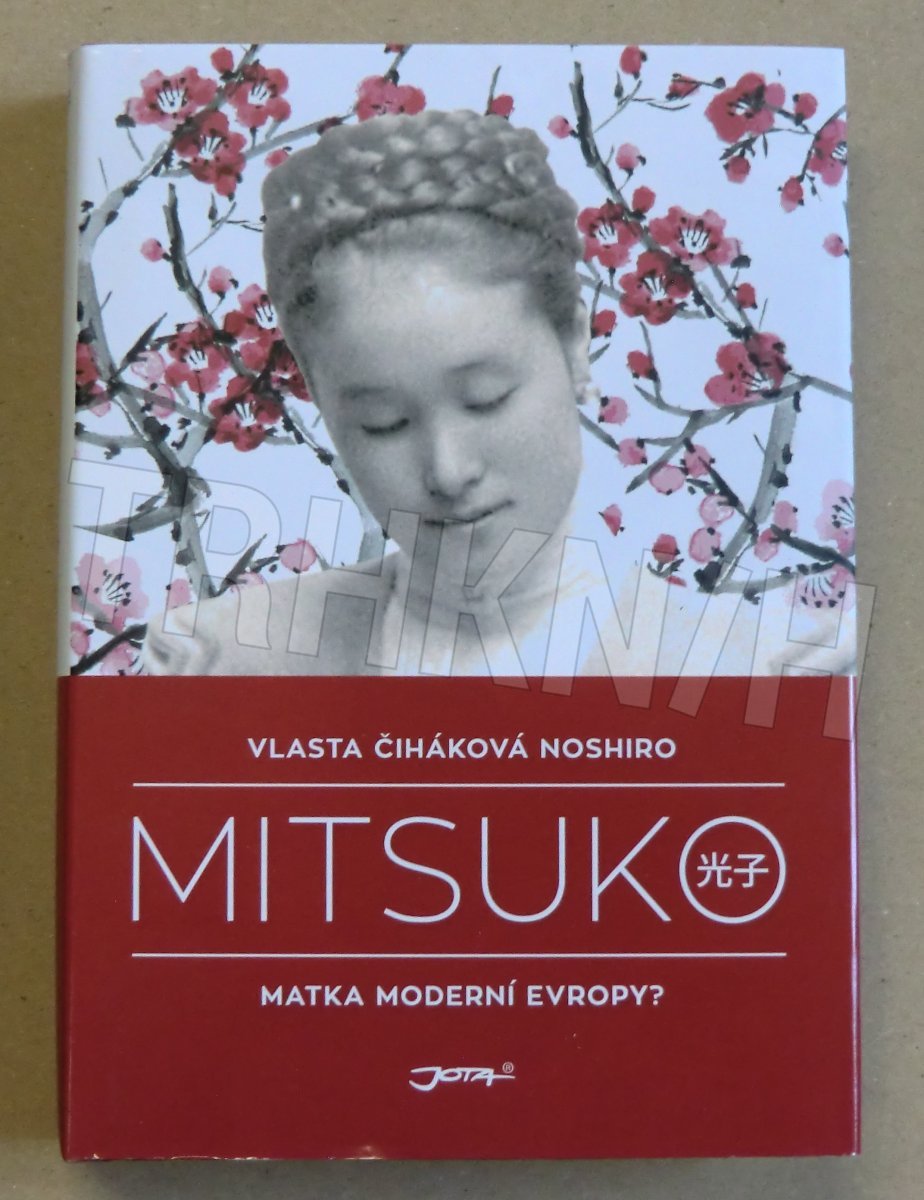 TRHKNIH
VLASTA ČIHÁKOVÁ NOSHIRO
MITSUKO
光子
MATKA MODERNÍ EVROPY?
JOTA®